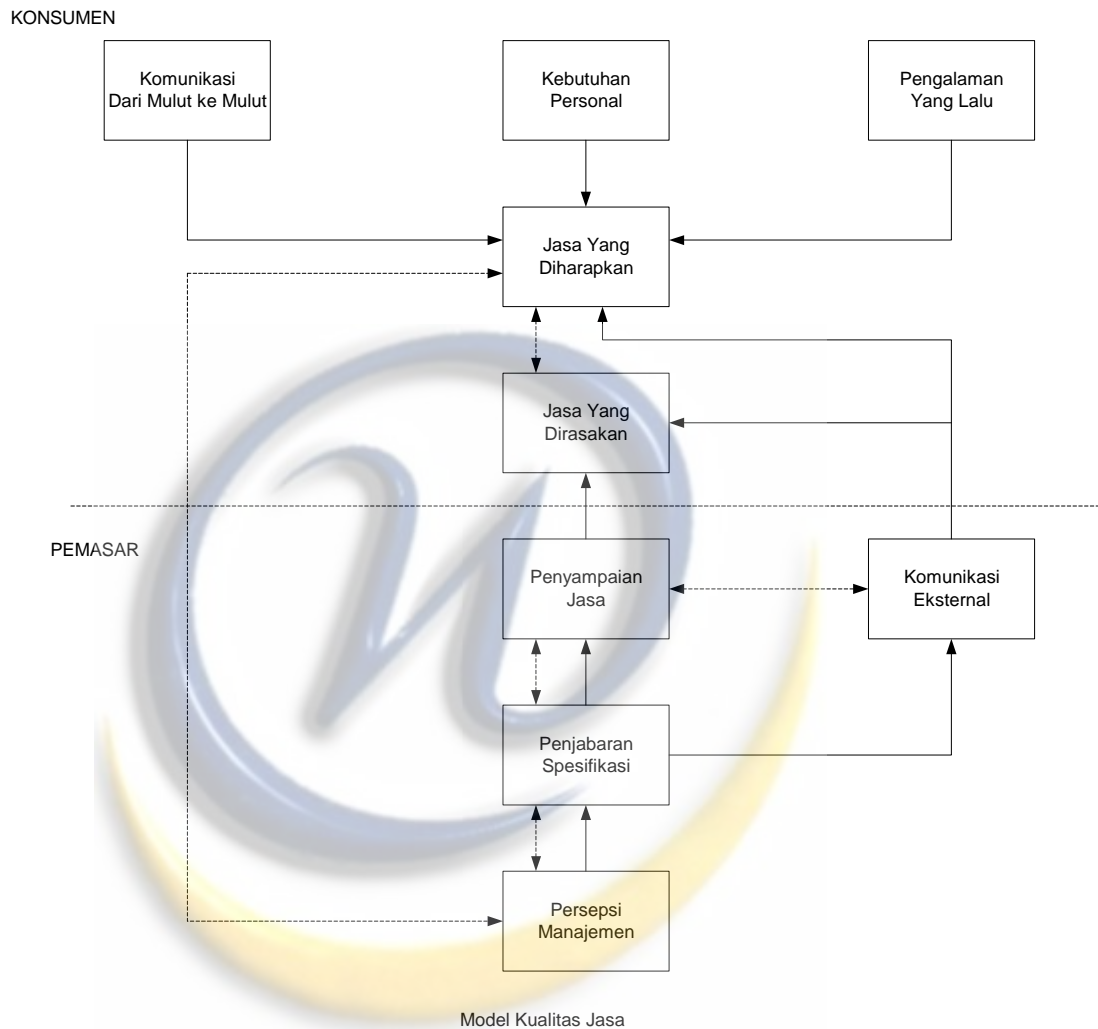 KONSUMEN
Komunikasi
Dari Mulut ke Mulut
Kebutuhan
Personal
Pengalaman
Yang Lalu
Jasa Yang
Diharapkan
Jasa Yang
Dirasakan
PEMASAR
Penyampaian
Jasa
Komunikasi
Eksternal
Penjabaran
Spesifikasi
Persepsi
Manajemen
Model Kualitas Jasa